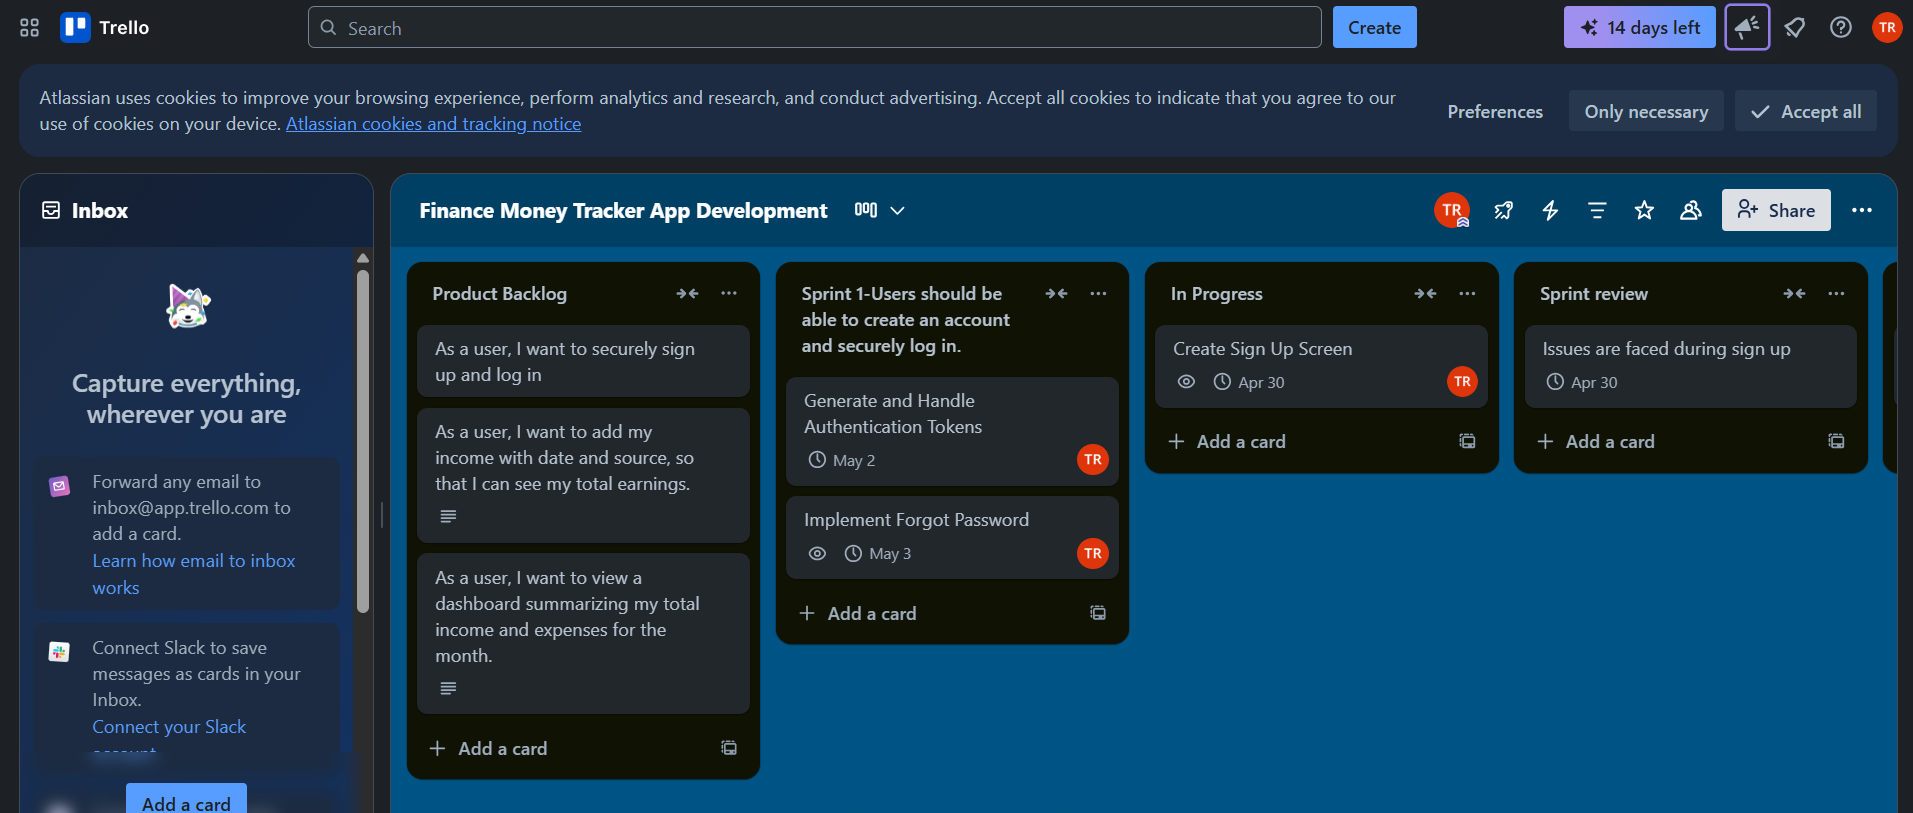 Trello
Search
Create
14 days left
TR
Atlassian uses cookies to improve your browsing experience, perform analytics and research, and conduct advertising. Accept all cookies to indicate that you agree to our
use of cookies on your device. Atlassian cookies and tracking notice
Preferences
Only necessary
Accept all
Inbox
Capture everything,
wherever you are
Forward any email to
inbox@app.trello.com to
add a card.
Learn how email to inbox
works
Connect Slack to save
messages as cards in your
Inbox.
Connect your Slack
account
Add a card
Finance Money Tracker App Development
TR
Share
Product Backlog
As a user, I want to securely sign
up and log in
As a user, I want to add my
income with date and source, so
that I can see my total earnings.
As a user, I want to view a
dashboard summarizing my total
income and expenses for the
month.
Add a card
Sprint 1-Users should be
able to create an account
and securely log in.
Generate and Handle
Authentication Tokens
May 2
TR
Implement Forgot Password
May 3
TR
Add a card
In Progress
Create Sign Up Screen
Apr 30
TR
Add a card
Sprint review
Issues are faced during sign up
Apr 30
Add a card